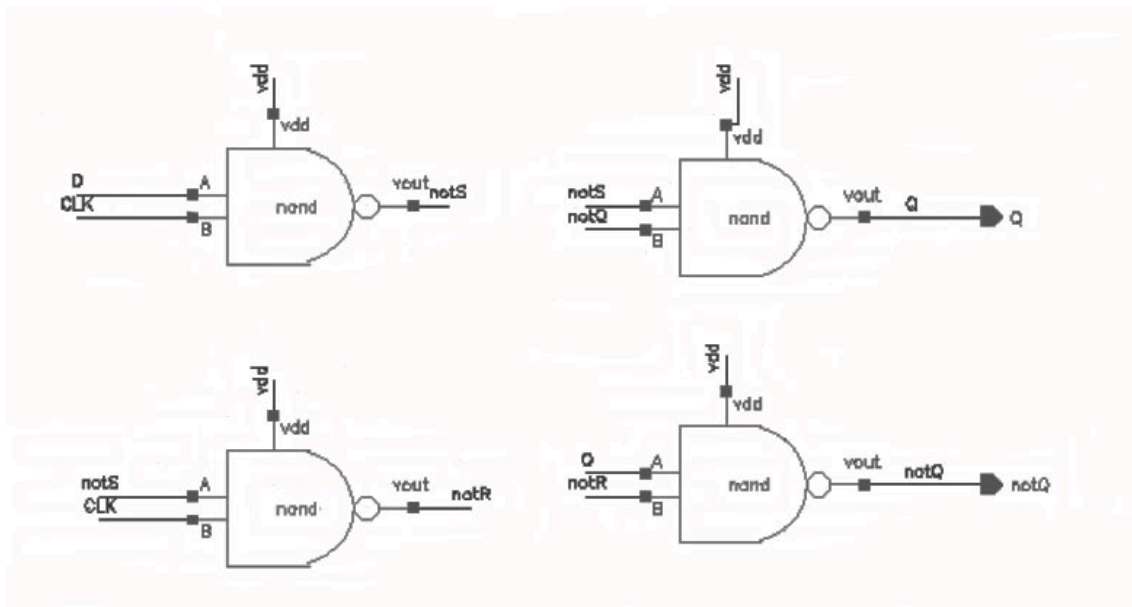 vdd
vdd
D
CLK
A
B
nand
vout
notS
vdd
vdd
notS
notQ
A
B
nand
vout
Q
Q
vdd
vdd
notS
CLK
A
B
nand
vout
notR
vdd
vdd
Q
notR
A
B
nand
vout
notQ
notQ